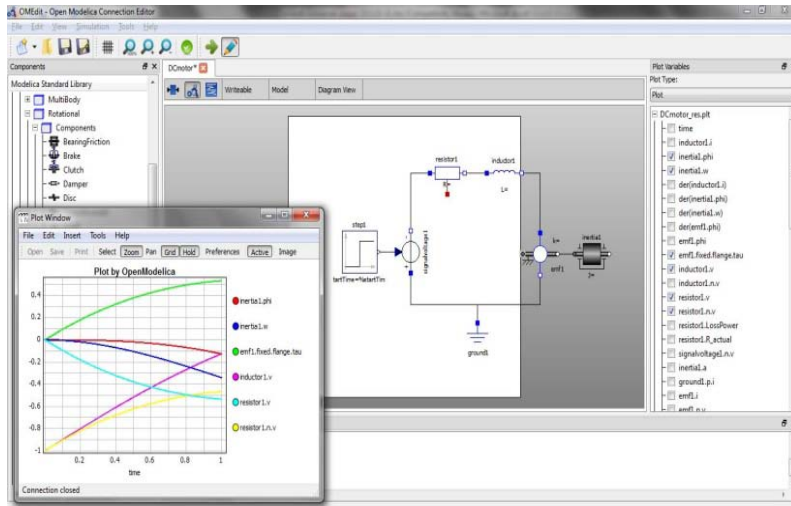 OMEdit - Open Modelica Connection Editor
File Edit View Simulation Tools Help
Components
Modelica Standard Library
MultiBody
Rotational
Components
BearingFriction
Brake
Clutch
Damper
Disc
DCmotor*
Writeable Model Diagram View
resistor1
R=
inductor1
L=
step1
signalvoltage1
k=
emf1
inertia1
J=
ground1
Plot Variables
Plot Type:
Plot
DCmotor_res.plt
time
inductor1.i
inertia1.phi
inertia1.w
der(inductor1.i)
der(inertia1.phi)
der(inertia1.w)
der(emf1.phi)
emf1.phi
emf1.fixed.flange.tau
inductor1.v
inductor1.n.v
resistor1.v
resistor1.n.v
resistor1.LossPower
resistor1.R_actual
signalvoltage1.n.v
inertia1.a
ground1.p.i
emf1.i
emf1.n.v
Plot Window
File Edit Insert Tools Help
Open Save Print Select Zoom Pan Grid Hold Preferences Active Image
Plot by OpenModelica
0.4
0.2
0
-0.2
-0.4
-0.6
-0.8
-1
0.2 0.4 0.6 0.8 1
time
inertia1.phi
inertia1.w
emf1.fixed.flange.tau
inductor1.v
resistor1.v
resistor1.n.v
Connection closed